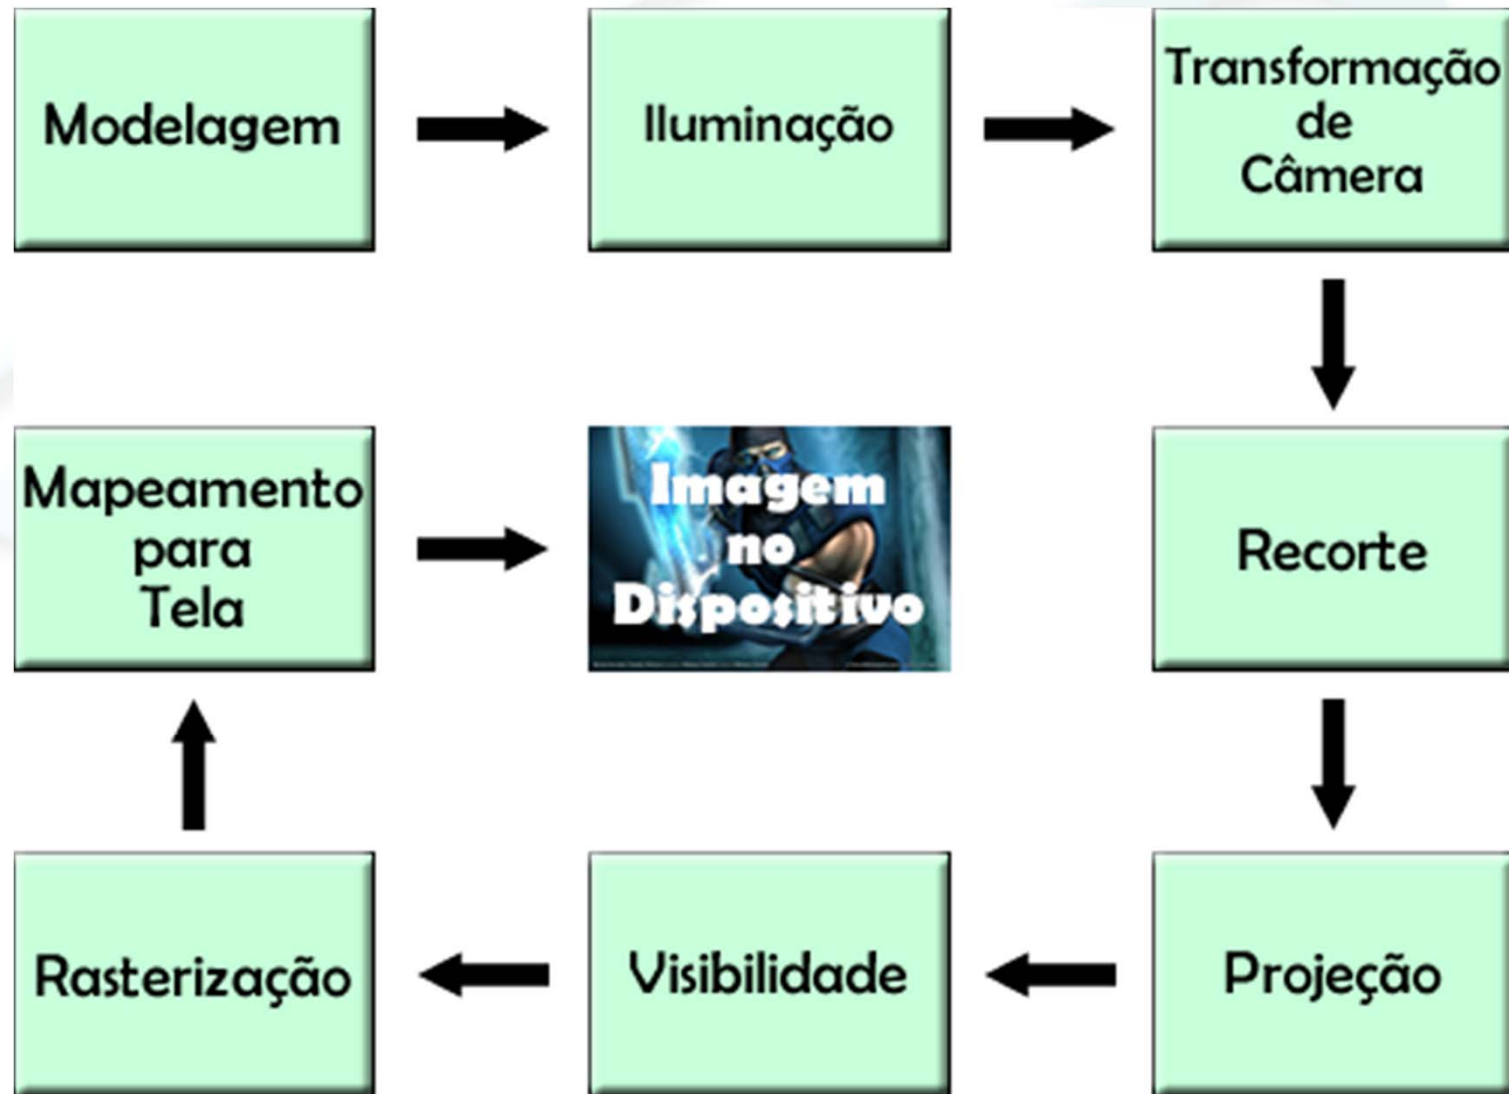 Modelagem
Iluminação
Transformação
de
Câmera
Recorte
Projeção
Visibilidade
Rasterização
Mapeamento
para
Tela
Imagem
no
Dispositivo